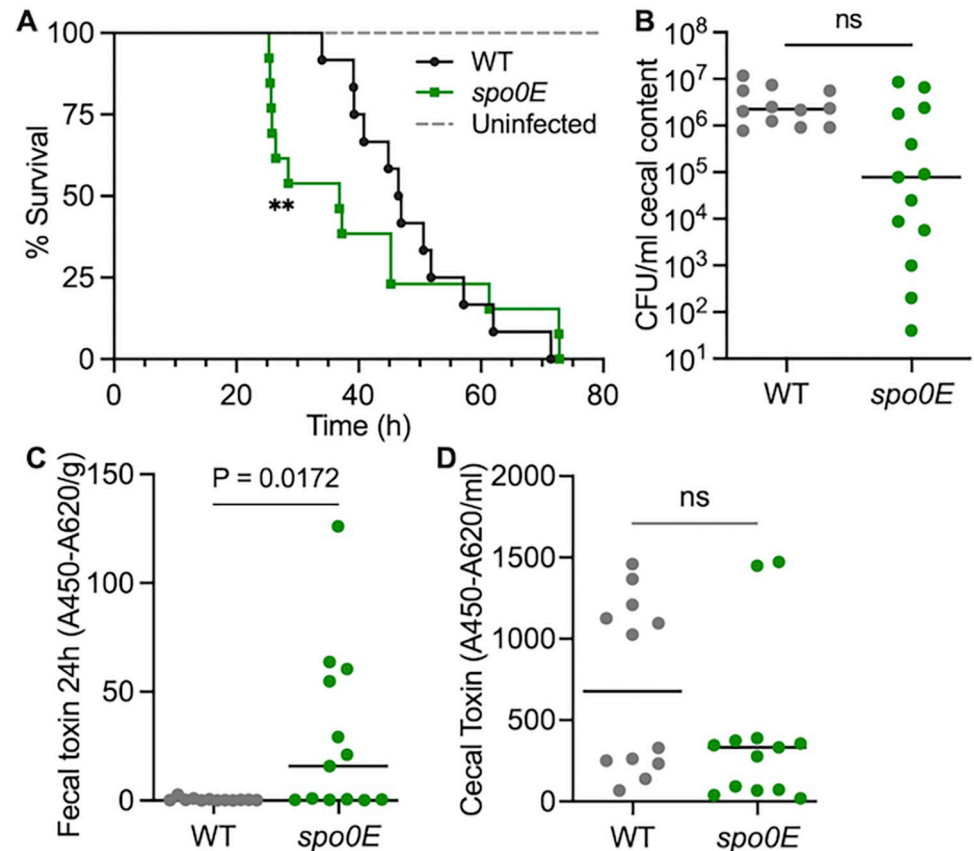 A
% Survival
100
75
50
25
0
0
20
40
60
80
Time (h)
WT
spo0E
Uninfected
**
B
ns
CFU/ml cecal content
10⁸
10⁷
10⁶
10⁵
10⁴
10³
10²
10¹
WT
spo0E
C
P = 0.0172
Fecal toxin 24h (A450-A620/g)
150
100
50
0
WT
spo0E
D
ns
Cecal Toxin (A450-A620/ml)
2000
1500
1000
500
0
WT
spo0E